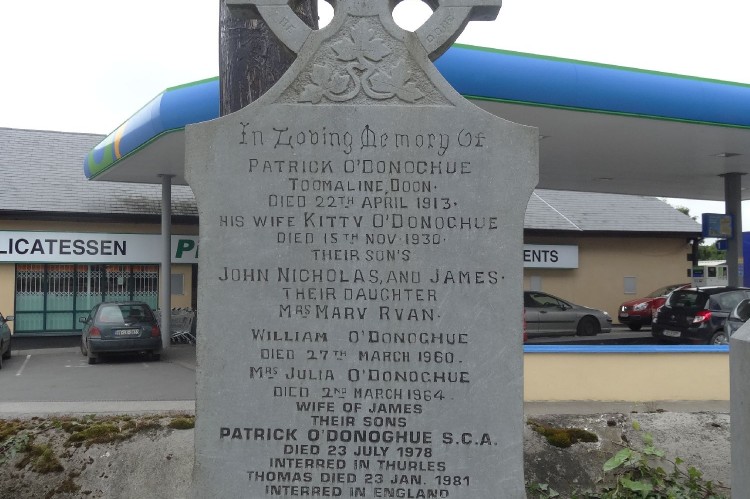 In Loving Memory Of
PATRICK O'DONOGHUE
TOOMALINE, DOON.
DIED 22TH APRIL 1913.
HIS WIFE KITTY O'DONOGHUE
DIED 15TH NOV. 1930.
THEIR SON'S
JOHN NICHOLAS, AND JAMES.
THEIR DAUGHTER
MRS MARY RYAN.
WILLIAM O'DONOGHUE
DIED 27TH MARCH 1960.
MRS JULIA O'DONOGHUE
DIED 2ND MARCH 1964.
WIFE OF JAMES
THEIR SONS
PATRICK O'DONOGHUE S.C.A.
DIED 23 JULY 1978
INTERRED IN THURLES
THOMAS DIED 23 JAN. 1981
INTERRED IN ENGLAND
LICATESSEN
ENTS